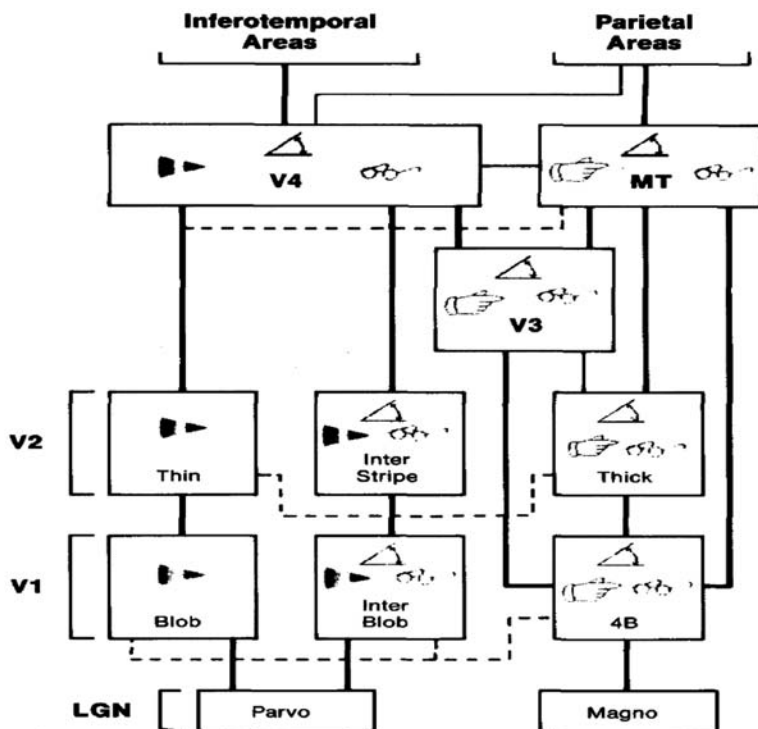 Inferotemporal
Areas
Parietal
Areas
V4
MT
V3
V2
Thin
Inter
Stripe
Thick
V1
Blob
Inter
Blob
4B
LGN
Parvo
Magno